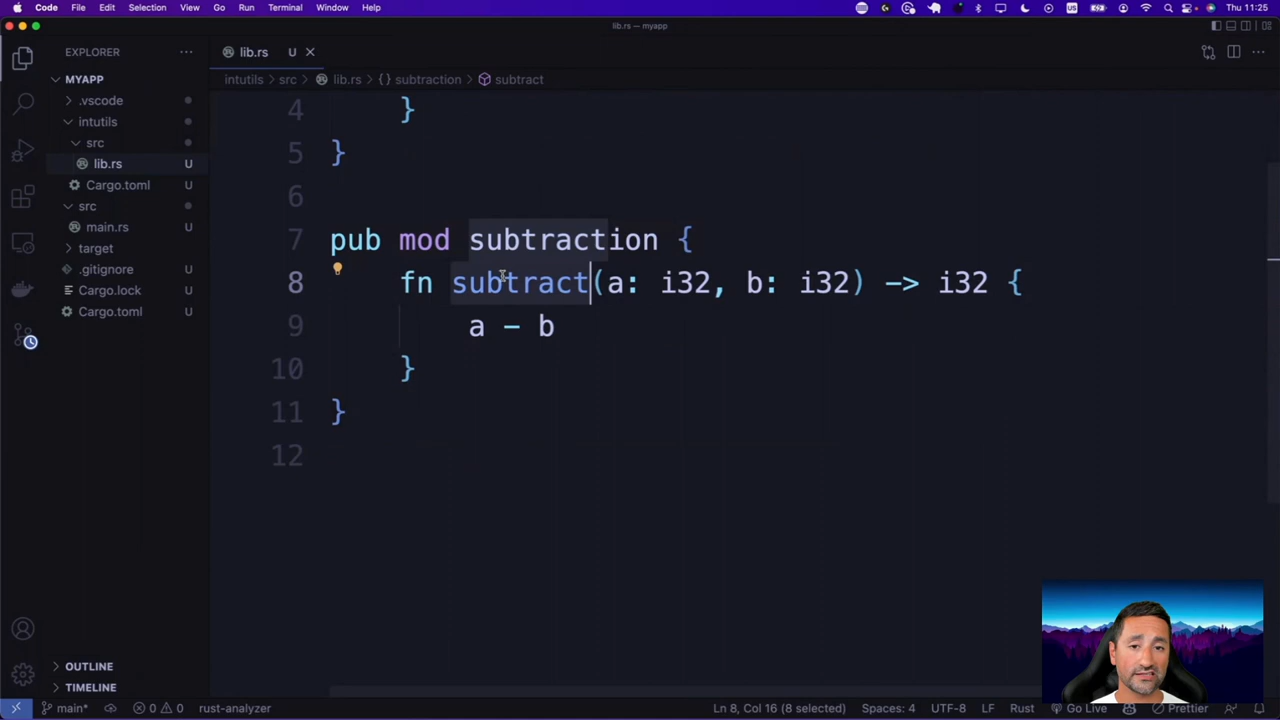 Code File Edit Selection View Go Run Terminal Window Help Thu 11:25
lib.rs — myapp
EXPLORER
lib.rs U
MYAPP
intutils > src > lib.rs > {} subtraction > subtract
.vscode
intutils
src
lib.rs U
Cargo.toml U
src
main.rs U
target
.gitignore U
Cargo.lock U
Cargo.toml U
4 }
5 }
6
7 pub mod subtraction {
8 fn subtract(a: i32, b: i32) -> i32 {
9 a - b
10 }
11 }
12
OUTLINE
TIMELINE
main* 0 0 rust-analyzer Ln 8, Col 16 (8 selected) Spaces: 4 UTF-8 LF Rust Go Live Prettier